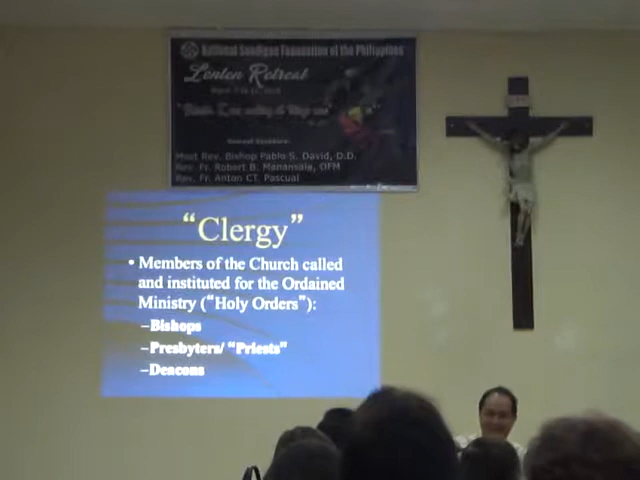 National Sandigan Foundation of the Philippines
Lenten Retreat
General Speakers:
Most Rev. Bishop Pablo S. David, D.D.
Rev. Fr. Robert B. Manansala, OFM
Rev. Fr. Anton CT. Pascual
“Clergy”
• Members of the Church called
and instituted for the Ordained
Ministry (“Holy Orders”):
–Bishops
–Presbyters/ “Priests”
–Deacons